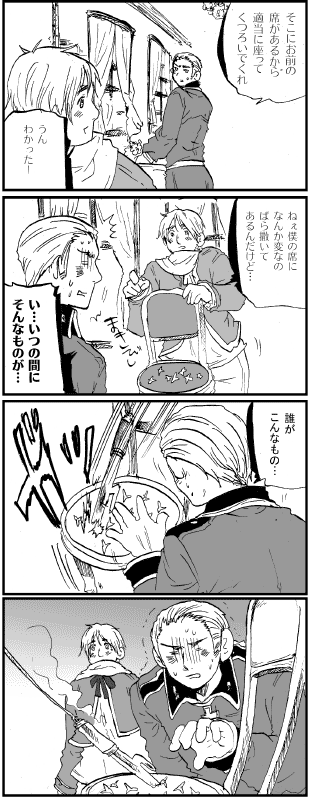 そこにお前の
席があるから
適当に座って
くつろいでくれ
うん
わかったー
ねぇ僕の席に
なんか変なの
ばら撒いて
あるんだけど…
い…いつの間に
そんなものが…
誰が
こんなもの…